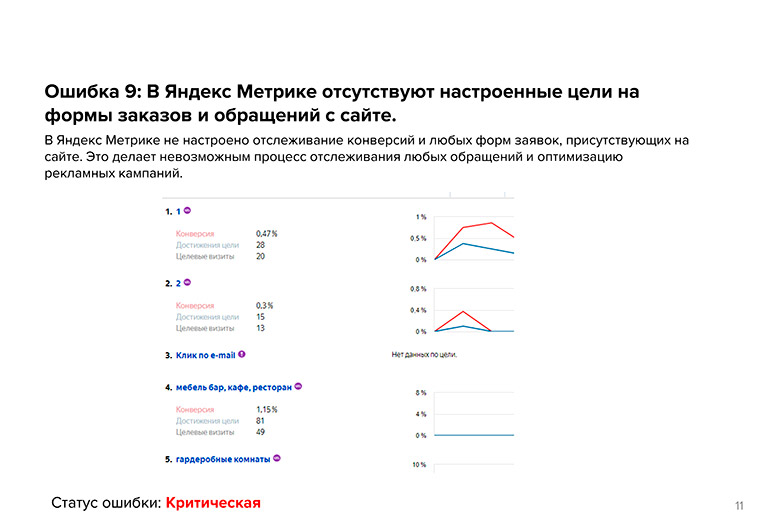 Ошибка 9: В Яндекс Метрике отсутствуют настроенные цели на
формы заказов и обращений с сайте.
В Яндекс Метрике не настроено отслеживание конверсий и любых форм заявок, присутствующих на
сайте. Это делает невозможным процесс отслеживания любых обращений и оптимизацию
рекламных кампаний.
1. 1
Конверсия 0,47%
Достижения цели 28
Целевые визиты 20
1 %
0,5 %
0 %
2. 2
Конверсия 0,3%
Достижения цели 15
Целевые визиты 13
0,8 %
0,4 %
0 %
3. Клик по e-mail
Нет данных по цели.
4. мебель бар, кафе, ресторан
Конверсия 1,15%
Достижения цели 81
Целевые визиты 49
8 %
4 %
0 %
5. гардеробные комнаты
10 %
Статус ошибки: Критическая
11